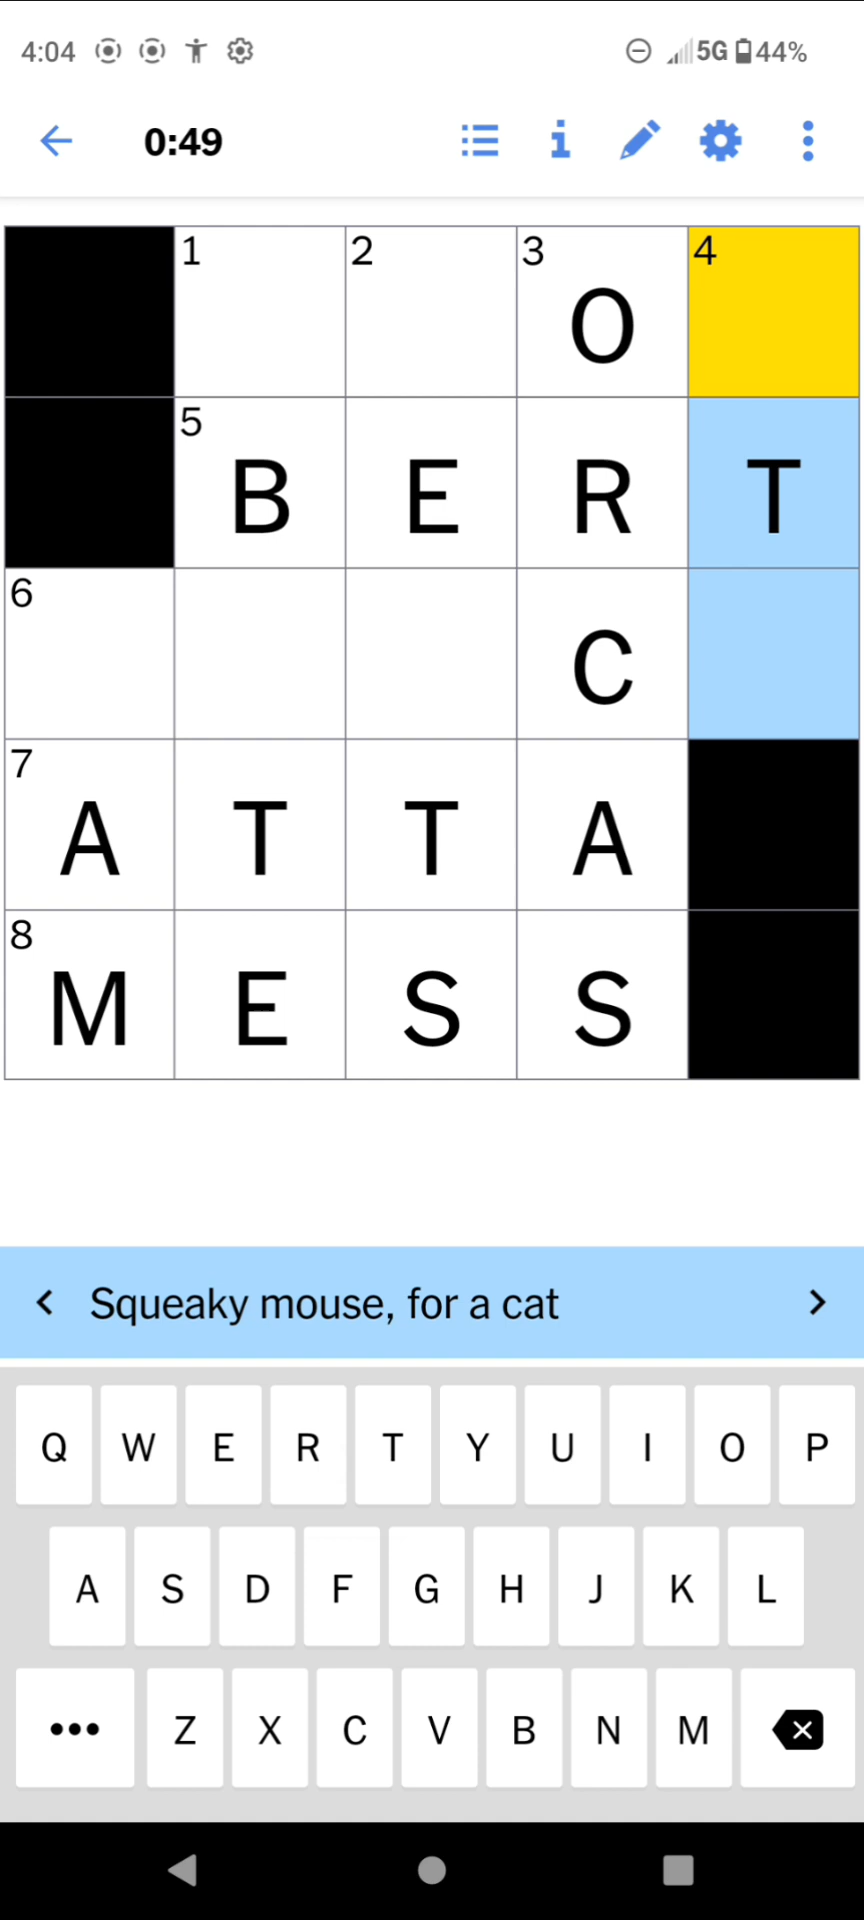 4:04 5G 44%
0:49
1 2 3 O 4
5 B E R T
6 C
7 A T T A
8 M E S S
Squeaky mouse, for a cat
Q W E R T Y U I O P
A S D F G H J K L
••• Z X C V B N M